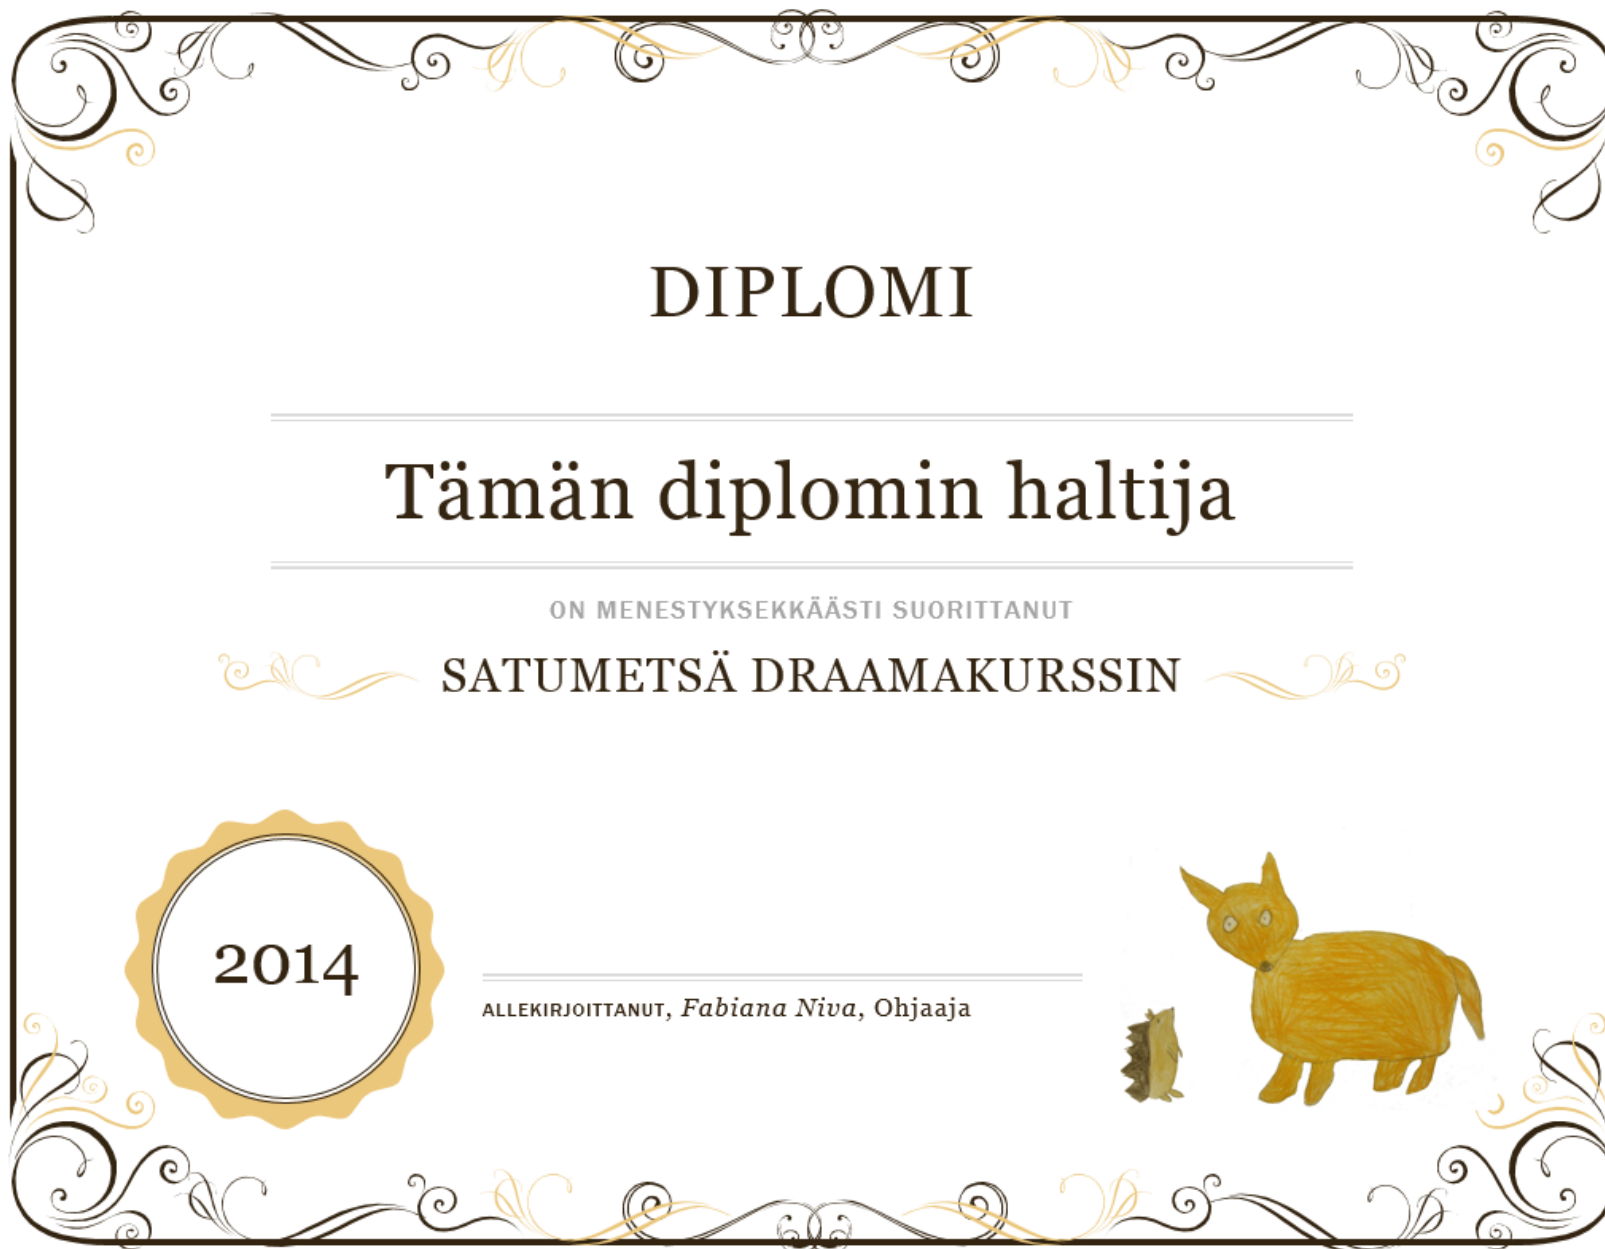 DIPLOMI
Tämän diplomin haltija
ON MENESTYKSEKKÄÄSTI SUORITTANUT
SATUMETSÄ DRAAMAKURSSIN
2014
ALLEKIRJOITTANUT, Fabiana Niva, Ohjaaja